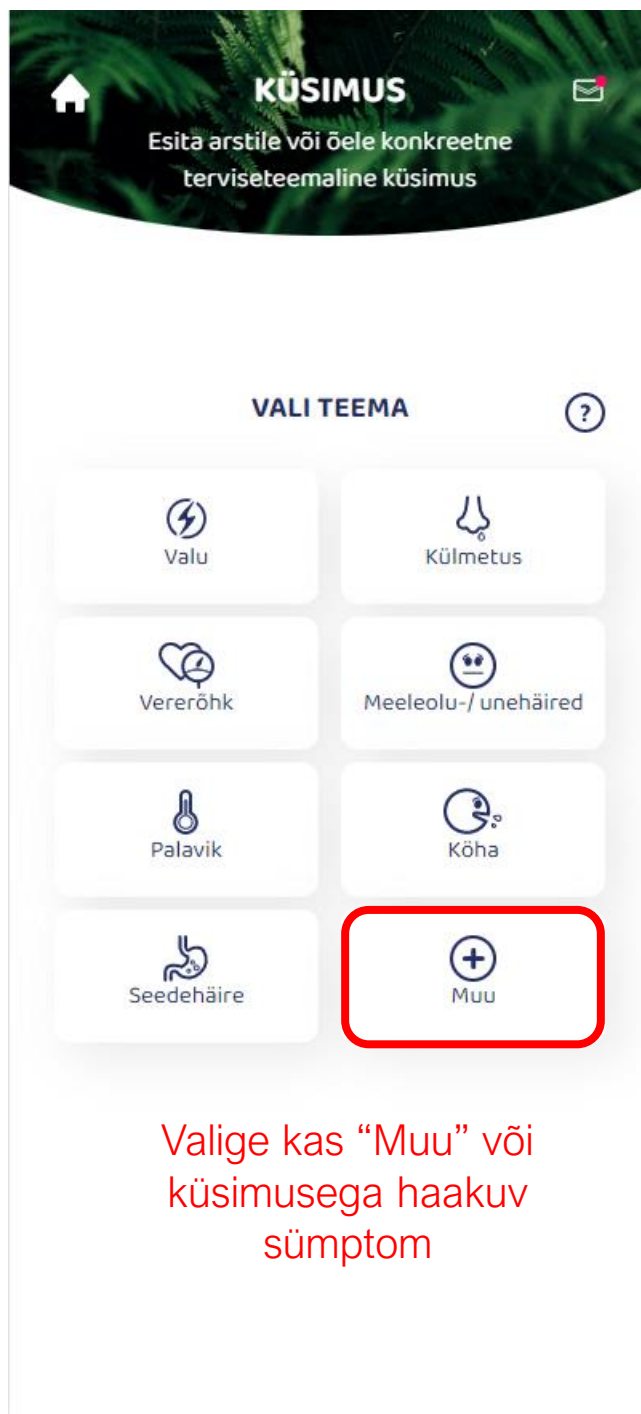 KÜSIMUS
Esita arstile või õele konkreetne
terviseteemaline küsimus
VALI TEEMA
?
Valu
Külmetus
Vererõhk
Meeleolu-/ unehäired
Palavik
Köha
Seedehäire
Muu
Valige kas “Muu” või
küsimusega haakuv
sümptom